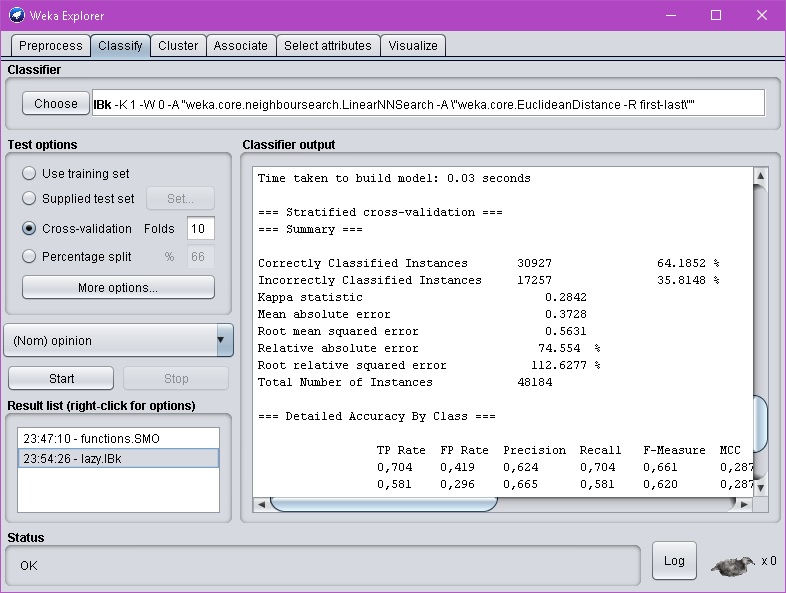 Weka Explorer
Preprocess Classify Cluster Associate Select attributes Visualize
Classifier
Choose IBk -K 1 -W 0 -A "weka.core.neighboursearch.LinearNNSearch -A \"weka.core.EuclideanDistance -R first-last\""
Test options
Use training set
Supplied test set Set...
Cross-validation Folds 10
Percentage split % 66
More options...
(Nom) opinion
Start Stop
Result list (right-click for options)
23:47:10 - functions.SMO
23:54:26 - lazy.IBk
Classifier output
Time taken to build model: 0.03 seconds
=== Stratified cross-validation ===
=== Summary ===
Correctly Classified Instances 30927 64.1852 %
Incorrectly Classified Instances 17257 35.8148 %
Kappa statistic 0.2842
Mean absolute error 0.3728
Root mean squared error 0.5631
Relative absolute error 74.554 %
Root relative squared error 112.6277 %
Total Number of Instances 48184
=== Detailed Accuracy By Class ===
TP Rate FP Rate Precision Recall F-Measure MCC
0,704 0,419 0,624 0,704 0,661 0,287
0,581 0,296 0,665 0,581 0,620 0,287
Status
OK
Log x 0